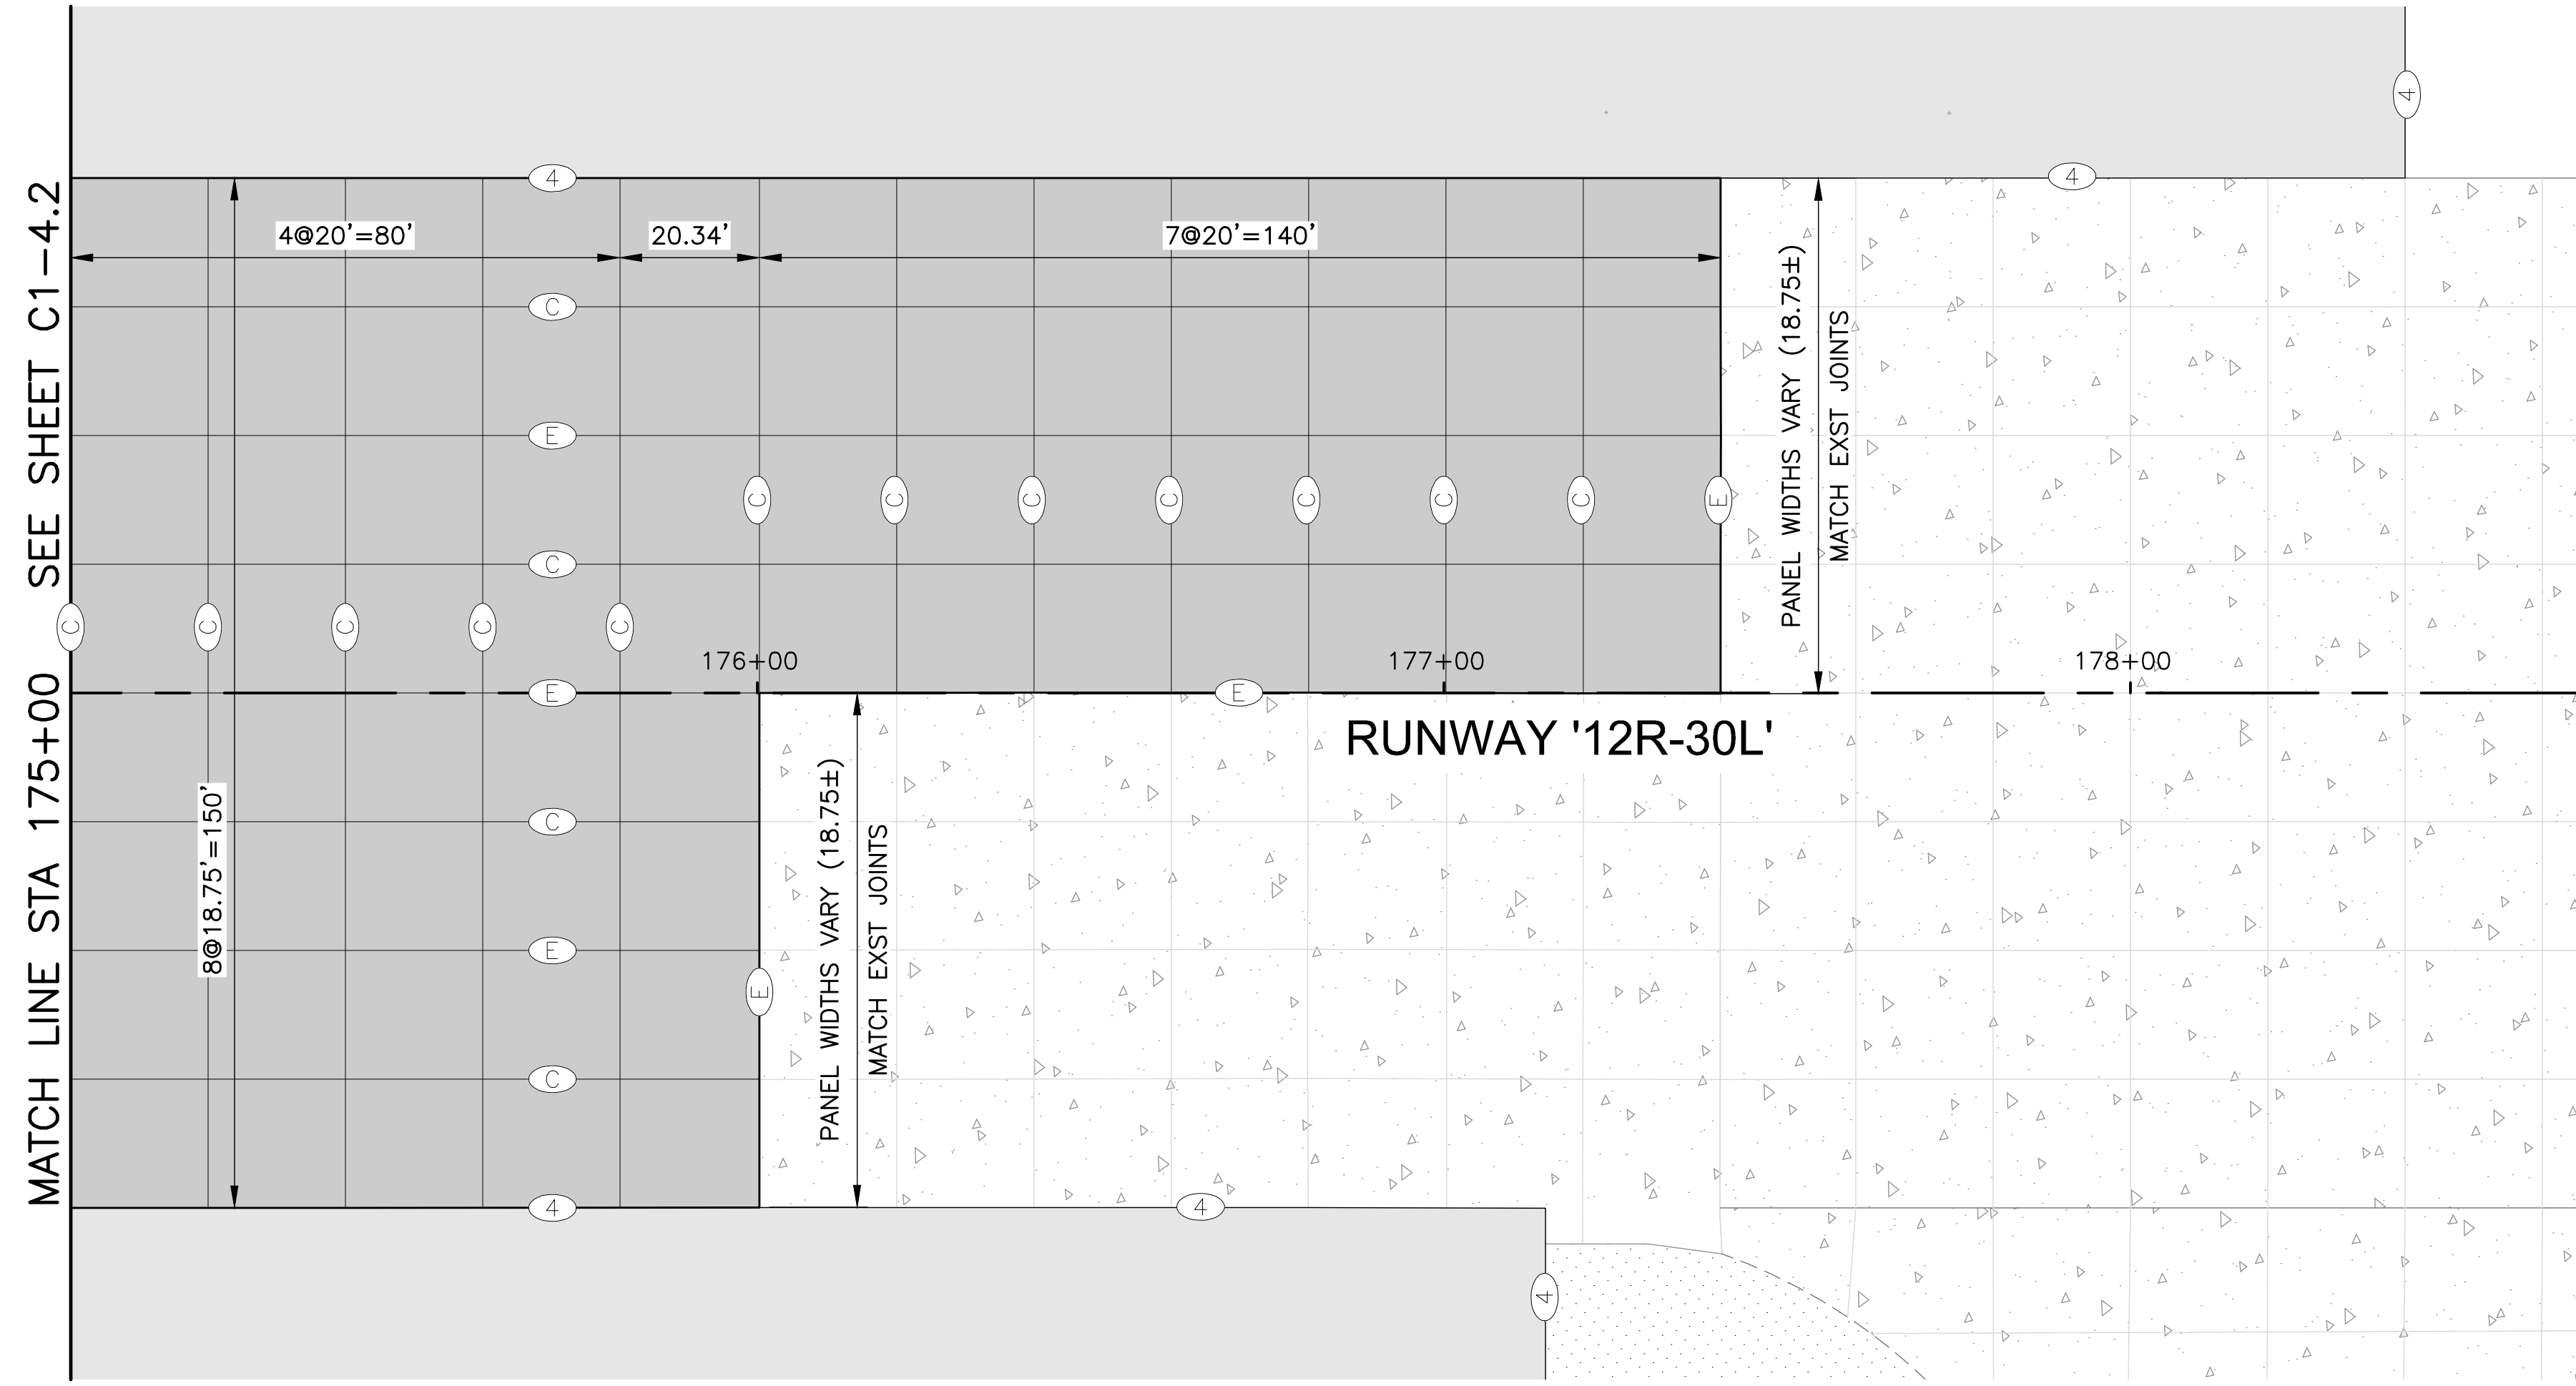 MATCH LINE STA 175+00 SEE SHEET C1-4.2
4
4
4
4@20'=80'
20.34'
7@20'=140'
C
E
C
C
C
C
C
C
C
C
E
PANEL WIDTHS VARY (18.75±)
MATCH EXST JOINTS
C
C
C
C
C
176+00
177+00
178+00
E
E
RUNWAY '12R-30L'
8@18.75'=150'
C
E
C
E
PANEL WIDTHS VARY (18.75±)
MATCH EXST JOINTS
4
4
4